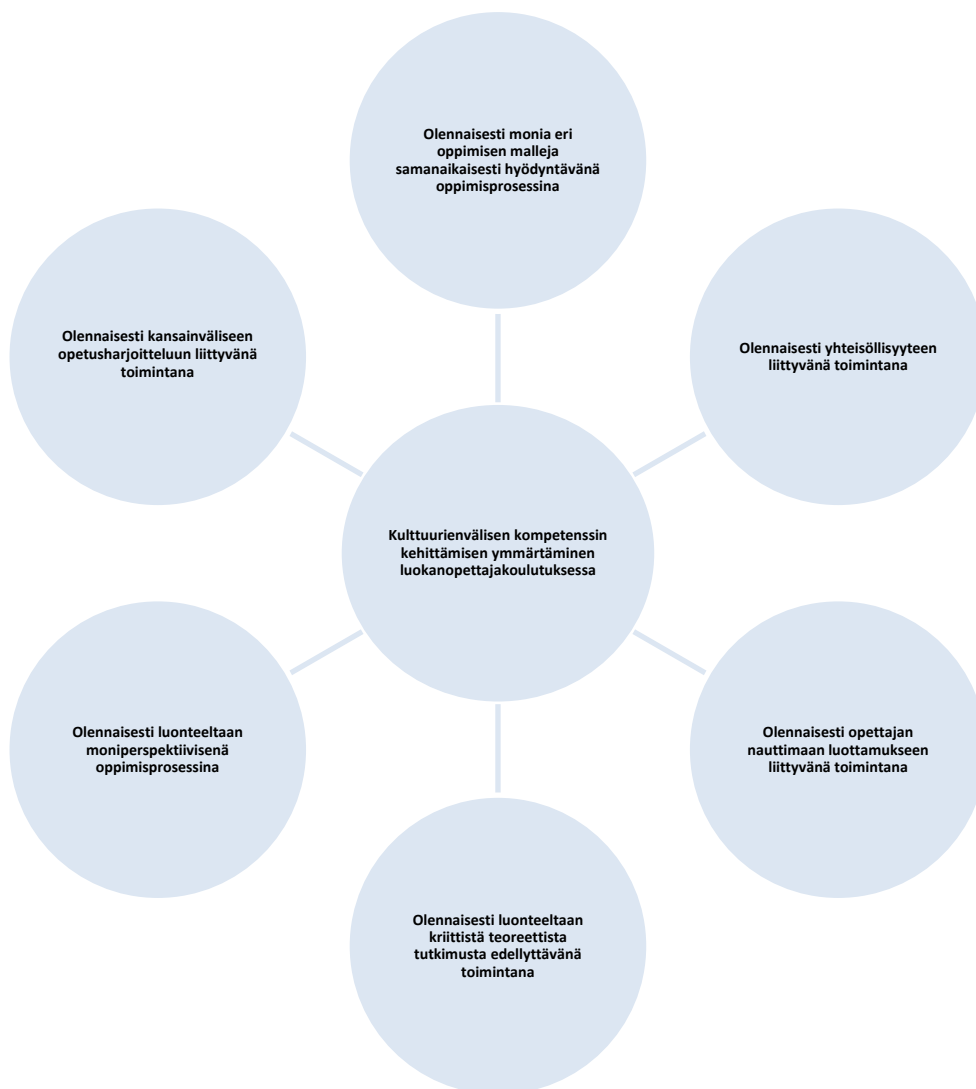 Olennaisesti monia eri
oppimisen malleja
samanaikaisesti hyödyntävänä
oppimisprosessina
Olennaisesti yhteisöllisyyteen
liittyvänä toimintana
Olennaisesti opettajan
nauttimaan luottamukseen
liittyvänä toimintana
Olennaisesti luonteeltaan
kriittistä teoreettista
tutkimusta edellyttävänä
toimintana
Olennaisesti luonteeltaan
moniperspektiivisenä
oppimisprosessina
Olennaisesti kansainväliseen
opetusharjoitteluun liittyvänä
toimintana
Kulttuurienvälisen kompetenssin
kehittämisen ymmärtäminen
luokanopettajakoulutuksessa